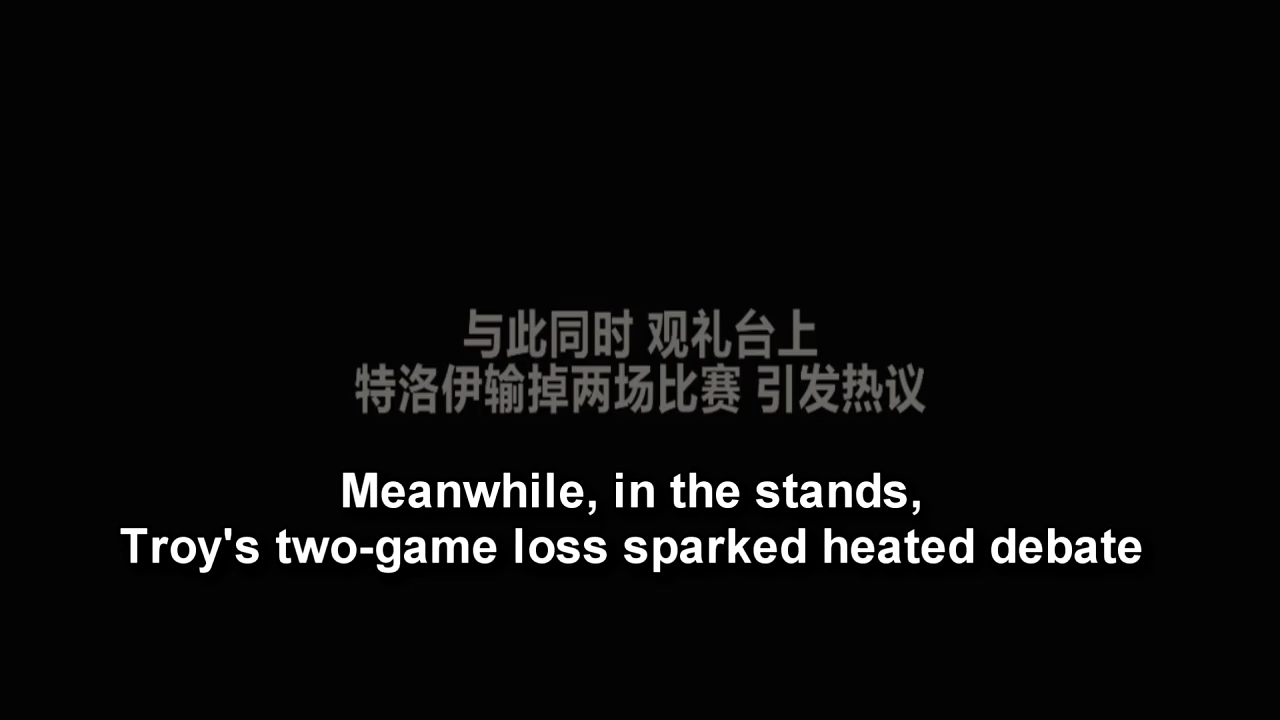 与此同时 观礼台上
特洛伊输掉两场比赛 引发热议
Meanwhile, in the stands,
Troy's two-game loss sparked heated debate